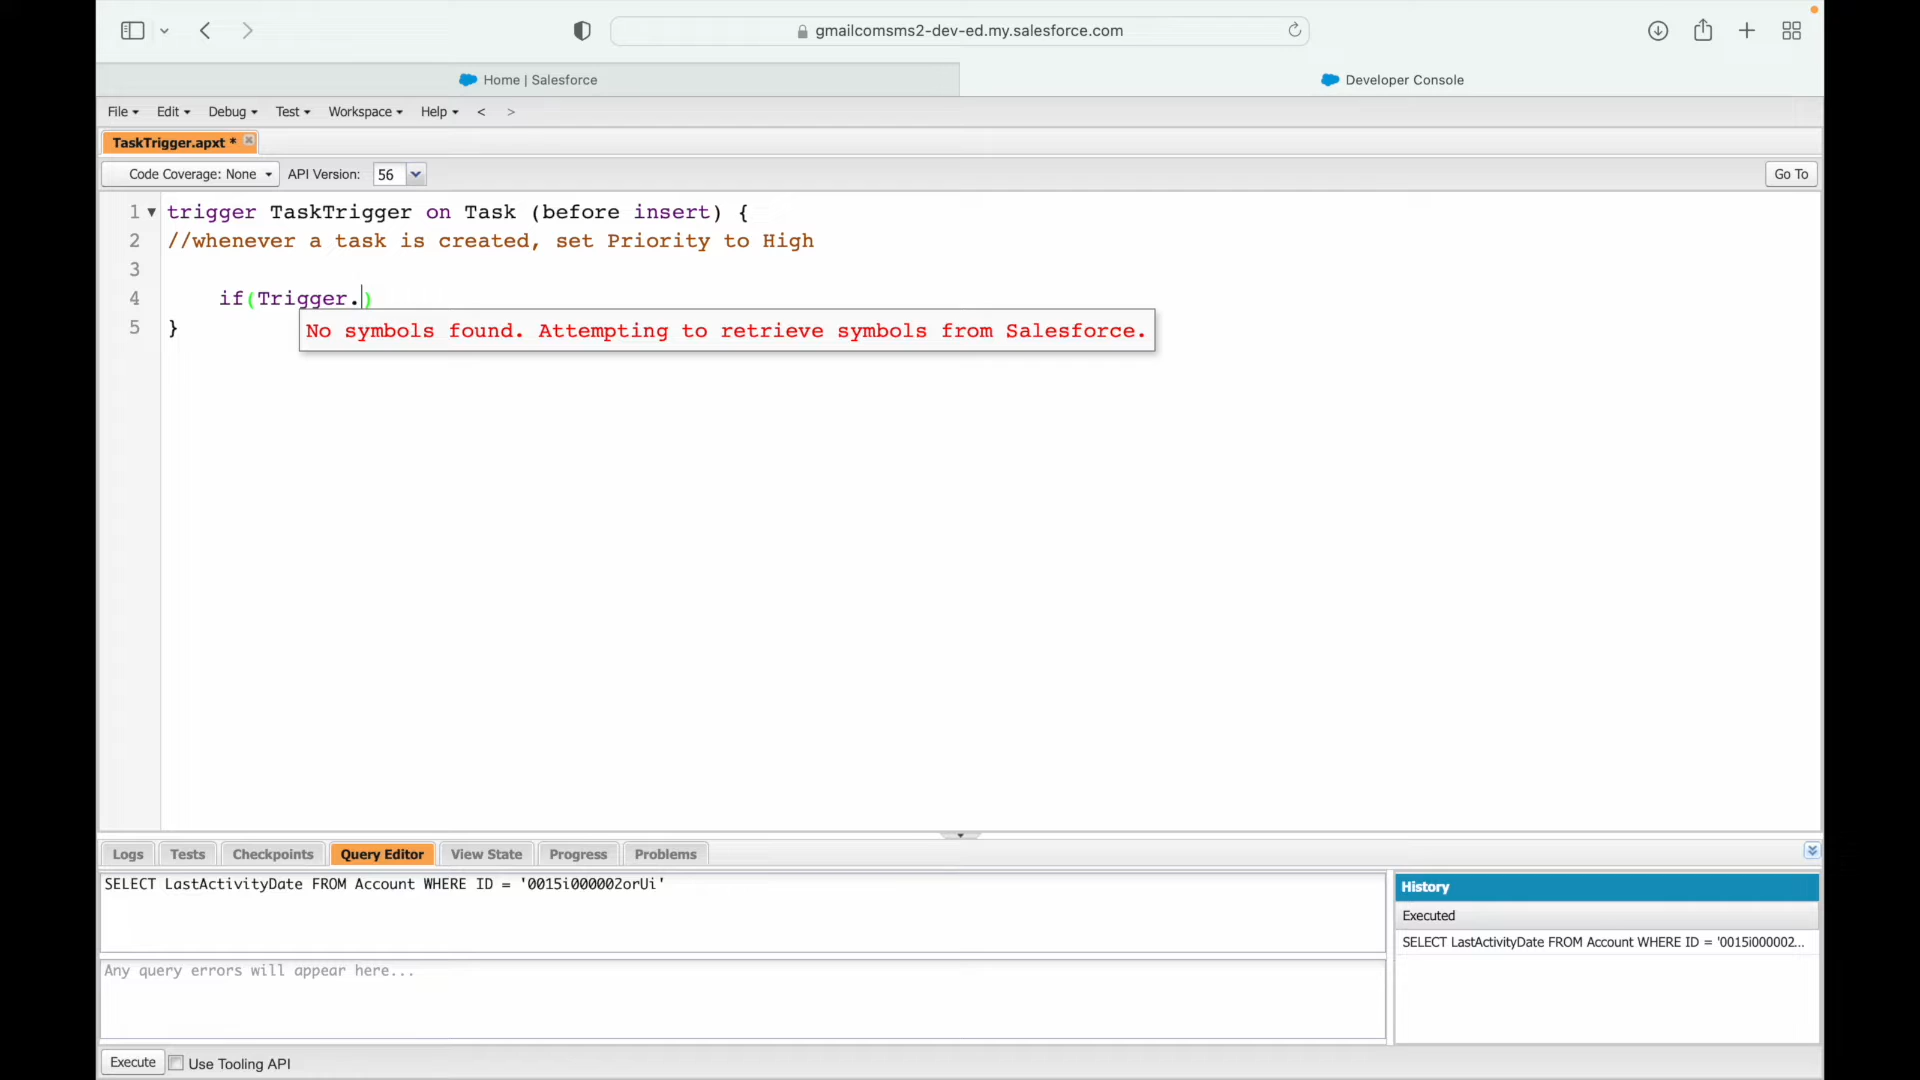 gmailcomsms2-dev-ed.my.salesforce.com
Home | Salesforce
Developer Console
File Edit Debug Test Workspace Help < >
TaskTrigger.apxt *
Code Coverage: None API Version: 56 Go To
1 trigger TaskTrigger on Task (before insert) {
2 //whenever a task is created, set Priority to High
3
4 if(Trigger.)
No symbols found. Attempting to retrieve symbols from Salesforce.
5 }
Logs Tests Checkpoints Query Editor View State Progress Problems
SELECT LastActivityDate FROM Account WHERE ID = '0015i000002orUi'
Any query errors will appear here...
History
Executed
SELECT LastActivityDate FROM Account WHERE ID = '0015i000002...
Execute Use Tooling API